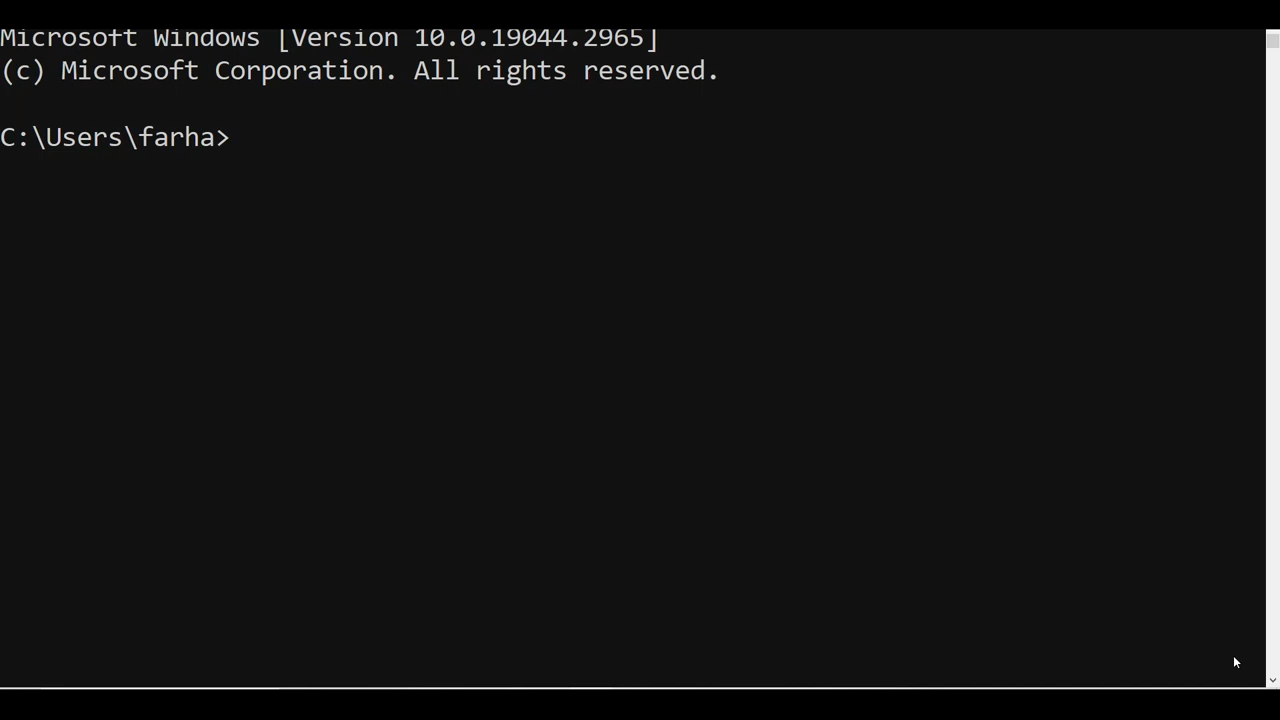 Microsoft Windows [Version 10.0.19044.2965]
(c) Microsoft Corporation. All rights reserved.
C:\Users\farha>